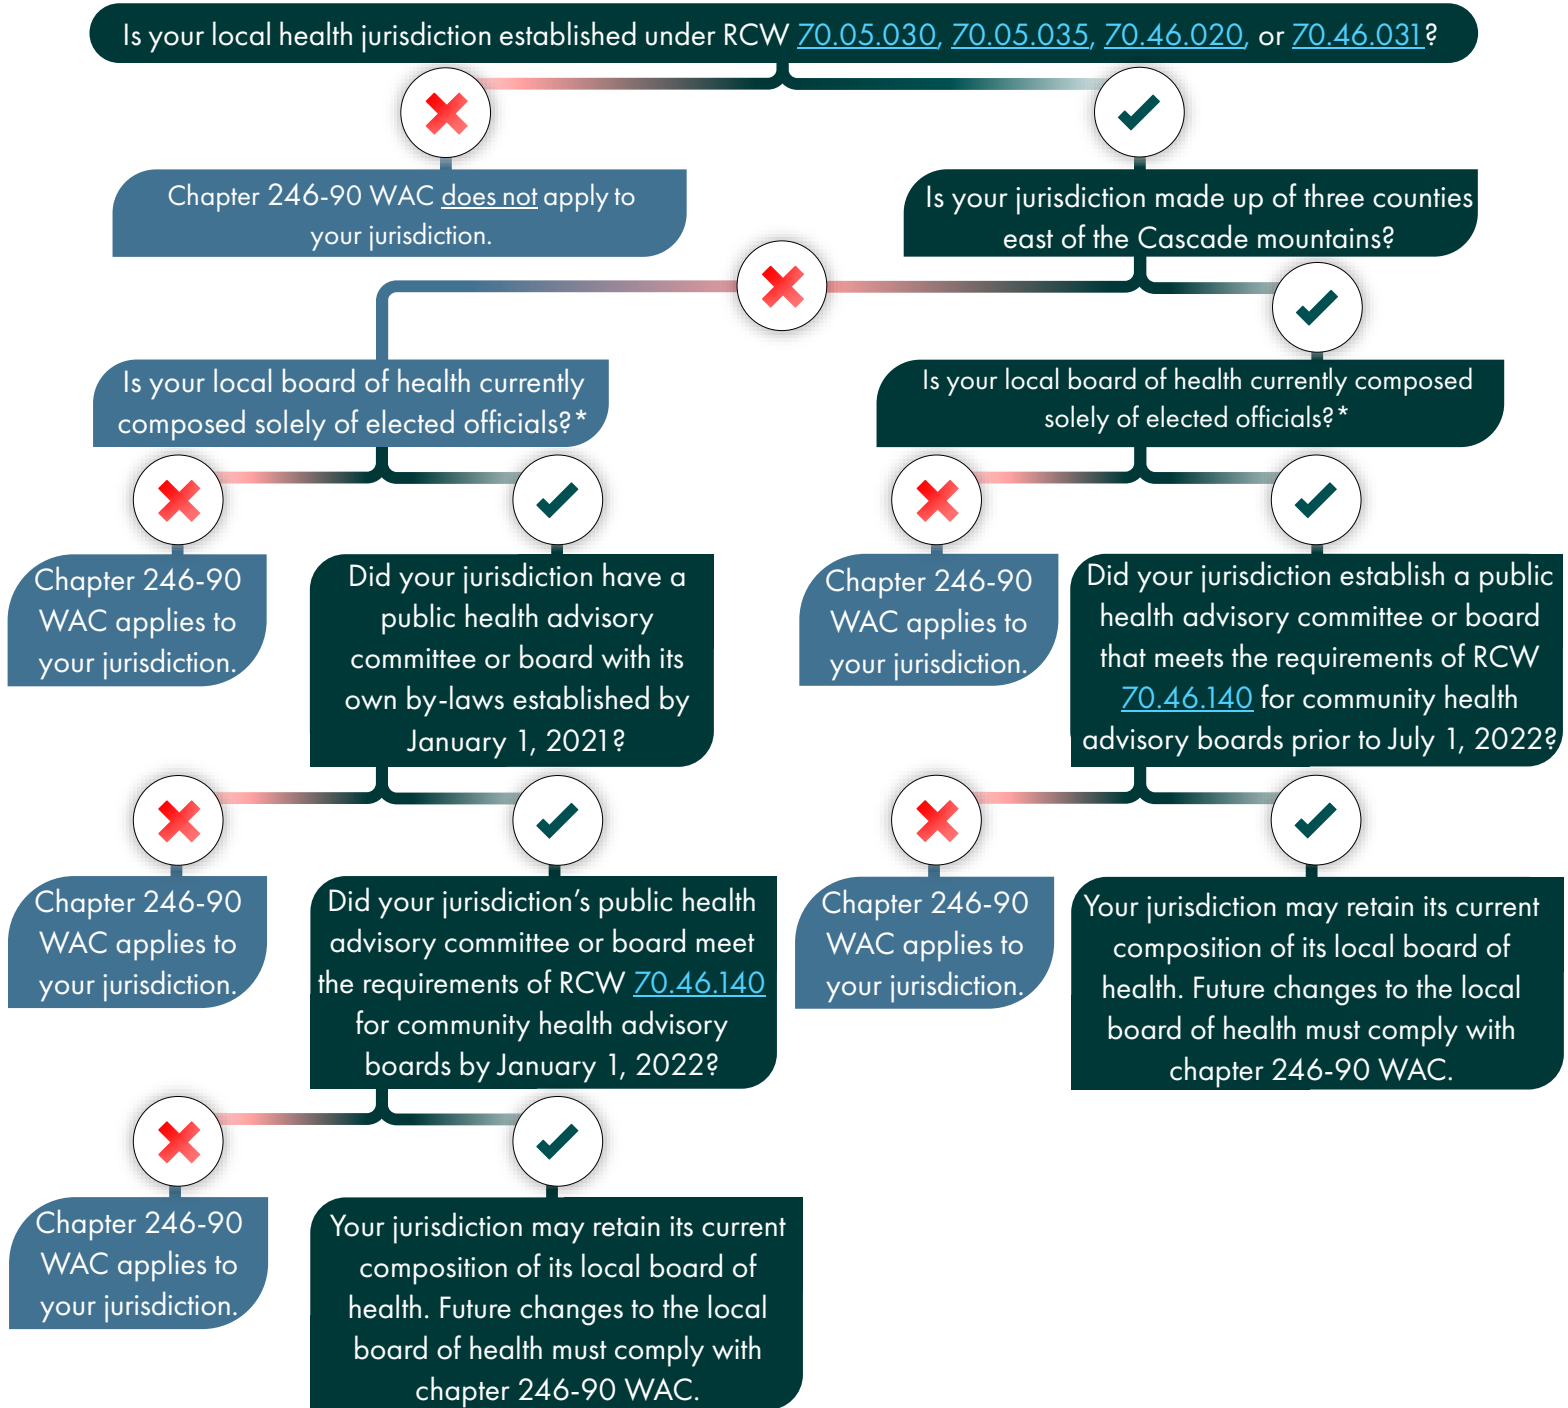 Is your local health jurisdiction established under RCW 70.05.030, 70.05.035, 70.46.020, or 70.46.031?
Chapter 246-90 WAC does not apply to
your jurisdiction.
Is your jurisdiction made up of three counties
east of the Cascade mountains?
Is your local board of health currently
composed solely of elected officials?*
Is your local board of health currently composed
solely of elected officials?*
Chapter 246-90
WAC applies to
your jurisdiction.
Did your jurisdiction have a
public health advisory
committee or board with its
own by-laws established by
January 1, 2021?
Chapter 246-90
WAC applies to
your jurisdiction.
Did your jurisdiction establish a public
health advisory committee or board
that meets the requirements of RCW
70.46.140 for community health
advisory boards prior to July 1, 2022?
Chapter 246-90
WAC applies to
your jurisdiction.
Did your jurisdiction’s public health
advisory committee or board meet
the requirements of RCW 70.46.140
for community health advisory
boards by January 1, 2022?
Chapter 246-90
WAC applies to
your jurisdiction.
Your jurisdiction may retain its current
composition of its local board of
health. Future changes to the local
board of health must comply with
chapter 246-90 WAC.
Chapter 246-90
WAC applies to
your jurisdiction.
Your jurisdiction may retain its current
composition of its local board of
health. Future changes to the local
board of health must comply with
chapter 246-90 WAC.